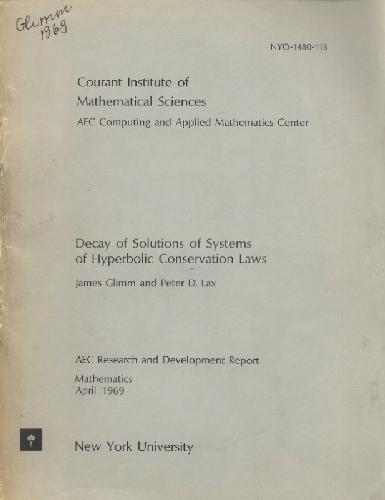 Glimm
1969
NYO-1480-115
Courant Institute of
Mathematical Sciences
AEC Computing and Applied Mathematics Center
Decay of Solutions of Systems
of Hyperbolic Conservation Laws
James Glimm and Peter D. Lax
AEC Research and Development Report
Mathematics
April 1969
New York University